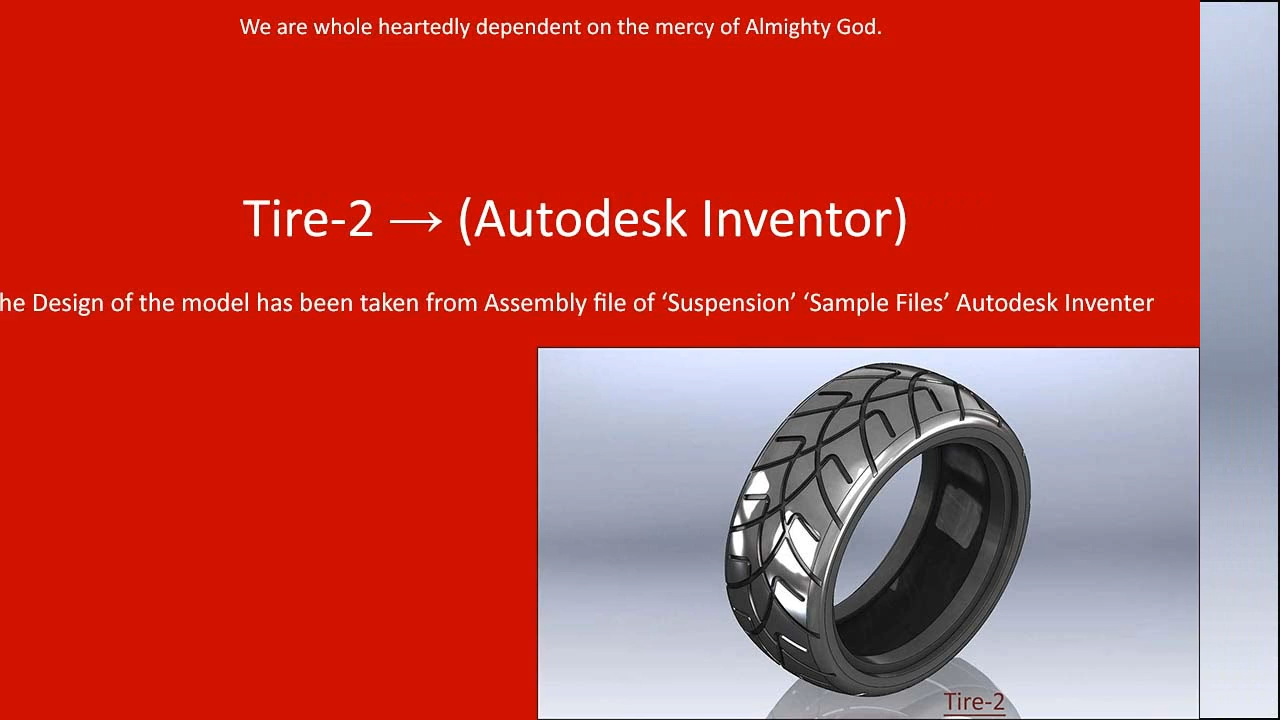 We are whole heartedly dependent on the mercy of Almighty God.
Tire-2 → (Autodesk Inventor)
he Design of the model has been taken from Assembly file of ‘Suspension’ ‘Sample Files’ Autodesk Inventer
Tire-2